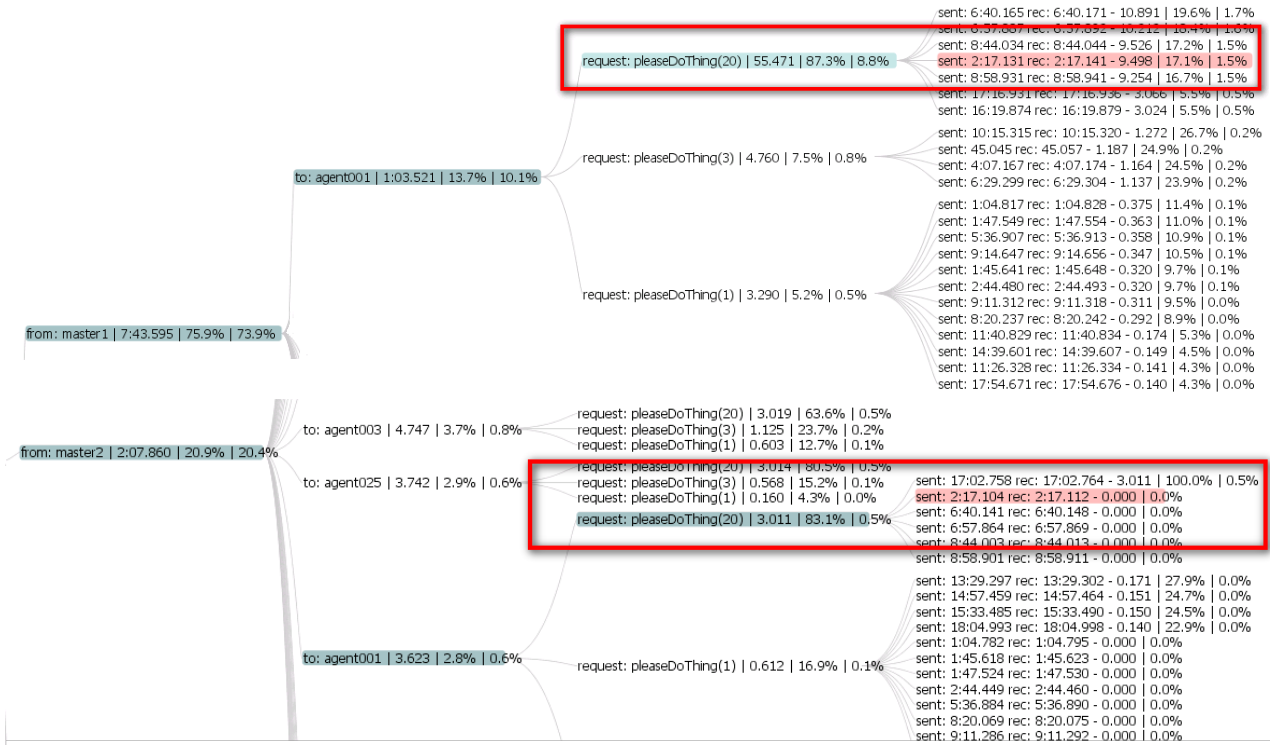 sent: 6:40.165 rec: 6:40.171 - 10.891 | 19.6% | 1.7%
sent: 6:57.887 rec: 6:57.892 - 10.212 | 18.4% | 1.6%
sent: 8:44.034 rec: 8:44.044 - 9.526 | 17.2% | 1.5%
request: pleaseDoThing(20) | 55.471 | 87.3% | 8.8%
sent: 2:17.131 rec: 2:17.141 - 9.498 | 17.1% | 1.5%
sent: 8:58.931 rec: 8:58.941 - 9.254 | 16.7% | 1.5%
sent: 17:16.931 rec: 17:16.936 - 3.066 | 5.5% | 0.5%
sent: 16:19.874 rec: 16:19.879 - 3.024 | 5.5% | 0.5%
sent: 10:15.315 rec: 10:15.320 - 1.272 | 26.7% | 0.2%
sent: 45.045 rec: 45.057 - 1.187 | 24.9% | 0.2%
request: pleaseDoThing(3) | 4.760 | 7.5% | 0.8%
sent: 4:07.167 rec: 4:07.174 - 1.164 | 24.5% | 0.2%
sent: 6:29.299 rec: 6:29.304 - 1.137 | 23.9% | 0.2%
to: agent001 | 1:03.521 | 13.7% | 10.1%
sent: 1:04.817 rec: 1:04.828 - 0.375 | 11.4% | 0.1%
sent: 1:47.549 rec: 1:47.554 - 0.363 | 11.0% | 0.1%
sent: 5:36.907 rec: 5:36.913 - 0.358 | 10.9% | 0.1%
sent: 9:14.647 rec: 9:14.656 - 0.347 | 10.5% | 0.1%
sent: 1:45.641 rec: 1:45.648 - 0.320 | 9.7% | 0.1%
sent: 2:44.480 rec: 2:44.493 - 0.320 | 9.7% | 0.1%
request: pleaseDoThing(1) | 3.290 | 5.2% | 0.5%
sent: 9:11.312 rec: 9:11.318 - 0.311 | 9.5% | 0.0%
sent: 8:20.237 rec: 8:20.242 - 0.292 | 8.9% | 0.0%
from: master1 | 7:43.595 | 75.9% | 73.9%
sent: 11:40.829 rec: 11:40.834 - 0.174 | 5.3% | 0.0%
sent: 14:39.601 rec: 14:39.607 - 0.149 | 4.5% | 0.0%
sent: 11:26.328 rec: 11:26.334 - 0.141 | 4.3% | 0.0%
sent: 17:54.671 rec: 17:54.676 - 0.140 | 4.3% | 0.0%
request: pleaseDoThing(20) | 3.019 | 63.6% | 0.5%
to: agent003 | 4.747 | 3.7% | 0.8%
request: pleaseDoThing(3) | 1.125 | 23.7% | 0.2%
request: pleaseDoThing(1) | 0.603 | 12.7% | 0.1%
from: master2 | 2:07.860 | 20.9% | 20.4%
request: pleaseDoThing(20) | 3.014 | 80.5% | 0.5%
to: agent025 | 3.742 | 2.9% | 0.6%
request: pleaseDoThing(3) | 0.568 | 15.2% | 0.1%
request: pleaseDoThing(1) | 0.160 | 4.3% | 0.0%
sent: 17:02.758 rec: 17:02.764 - 3.011 | 100.0% | 0.5%
sent: 2:17.104 rec: 2:17.112 - 0.000 | 0.0%
sent: 6:40.141 rec: 6:40.148 - 0.000 | 0.0%
request: pleaseDoThing(20) | 3.011 | 83.1% | 0.5%
sent: 6:57.864 rec: 6:57.869 - 0.000 | 0.0%
sent: 8:44.003 rec: 8:44.013 - 0.000 | 0.0%
sent: 8:58.901 rec: 8:58.911 - 0.000 | 0.0%
sent: 13:29.297 rec: 13:29.302 - 0.171 | 27.9% | 0.0%
sent: 14:57.459 rec: 14:57.464 - 0.151 | 24.7% | 0.0%
sent: 15:33.485 rec: 15:33.490 - 0.150 | 24.5% | 0.0%
sent: 18:04.993 rec: 18:04.998 - 0.140 | 22.9% | 0.0%
sent: 1:04.782 rec: 1:04.795 - 0.000 | 0.0%
to: agent001 | 3.623 | 2.8% | 0.6%
sent: 1:45.618 rec: 1:45.623 - 0.000 | 0.0%
request: pleaseDoThing(1) | 0.612 | 16.9% | 0.1%
sent: 1:47.524 rec: 1:47.530 - 0.000 | 0.0%
sent: 2:44.449 rec: 2:44.460 - 0.000 | 0.0%
sent: 5:36.884 rec: 5:36.890 - 0.000 | 0.0%
sent: 8:20.069 rec: 8:20.075 - 0.000 | 0.0%
sent: 9:11.286 rec: 9:11.292 - 0.000 | 0.0%